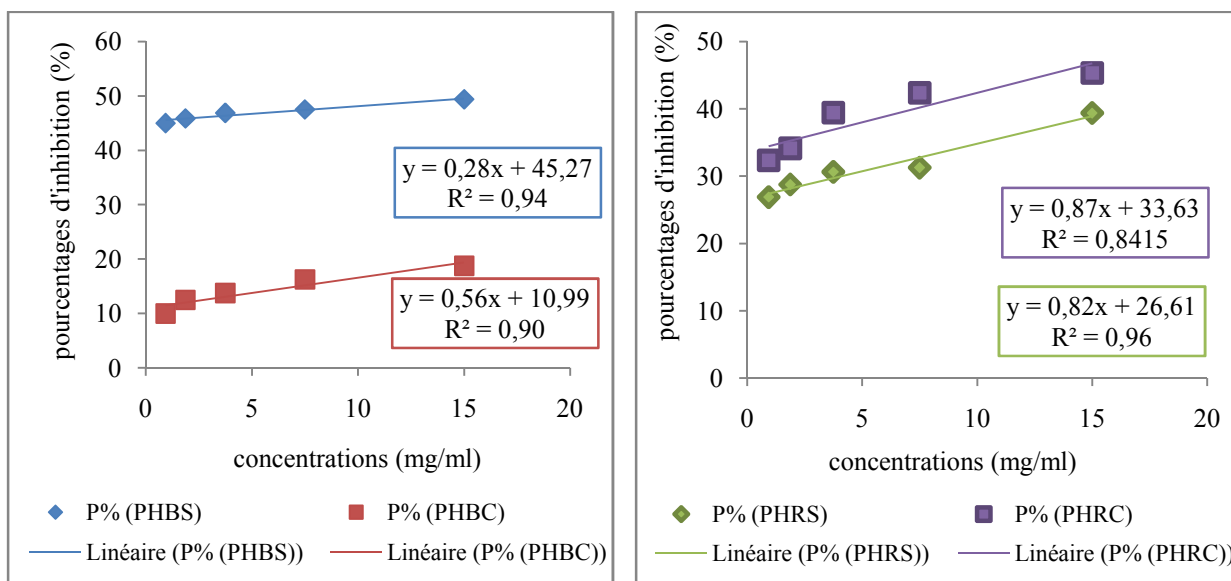 pourcentages d'inhibition (%)
60
50
40
30
20
10
0
y = 0,28x + 45,27
R² = 0,94
y = 0,56x + 10,99
R² = 0,90
0 5 10 15 20
concentrations (mg/ml)
P% (PHBS) P% (PHBC)
Linéaire (P% (PHBS)) Linéaire (P% (PHBC))
pourcentages d'inhibition (%)
50
40
30
20
10
0
y = 0,87x + 33,63
R² = 0,8415
y = 0,82x + 26,61
R² = 0,96
0 5 10 15 20
concentrations (mg/ml)
P% (PHRS) P% (PHRC)
Linéaire (P% (PHRS)) Linéaire (P% (PHRC))